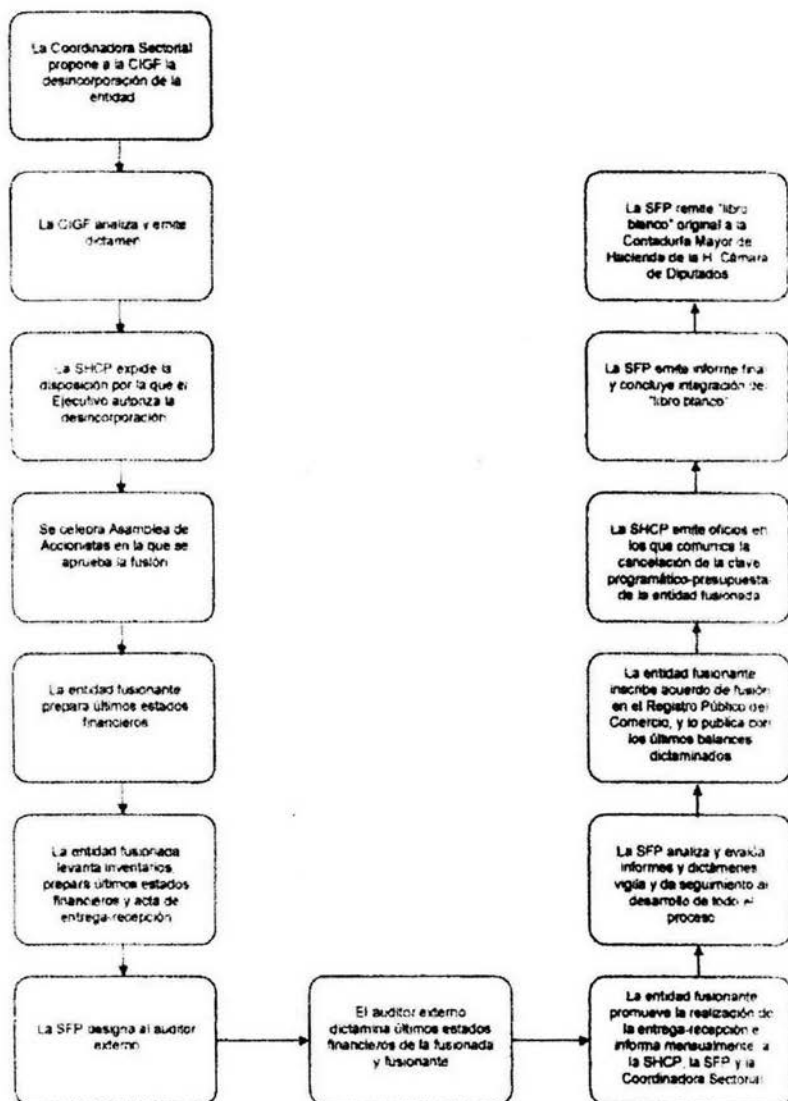 La Coordinadora Sectorial
propone a la CIGF la
desincorporación de la
entidad
La CIGF analiza y emite
dictamen
La SHCP expide la
disposición por la que el
Ejecutivo autoriza la
desincorporación
Se celebra Asamblea de
Accionistas en la que se
aprueba la fusión
La entidad fusionante
prepara últimos estados
financieros
La entidad fusionada
levanta inventarios,
prepara últimos estados
financieros y acta de
entrega-recepción
La SFP designa al auditor
externo
El auditor externo
dictámina últimos estados
financieros de la fusionada
y fusionante
La entidad fusionante
promueve la realización de
la entrega-recepción e
informa mensualmente, a
la SHCP, la SFP y la
Coordinadora Sectorial
La SFP analiza y evalúa
informes y dictámenes
vigila y da seguimiento al
desarrollo de todo el
proceso
La entidad fusionante
inscribe acuerdo de fusión
en el Registro Público del
Comercio, y lo publica con
los últimos balances
dictaminados
La SHCP emite oficios en
los que comunica la
cancelación de la clave
programático-presupuestal
de la entidad fusionada
La SFP emite informe final
y concluye integración del
"libro blanco"
La SFP remite "libro
blanco" original a la
Contaduría Mayor de
Hacienda de la H. Cámara
de Diputados